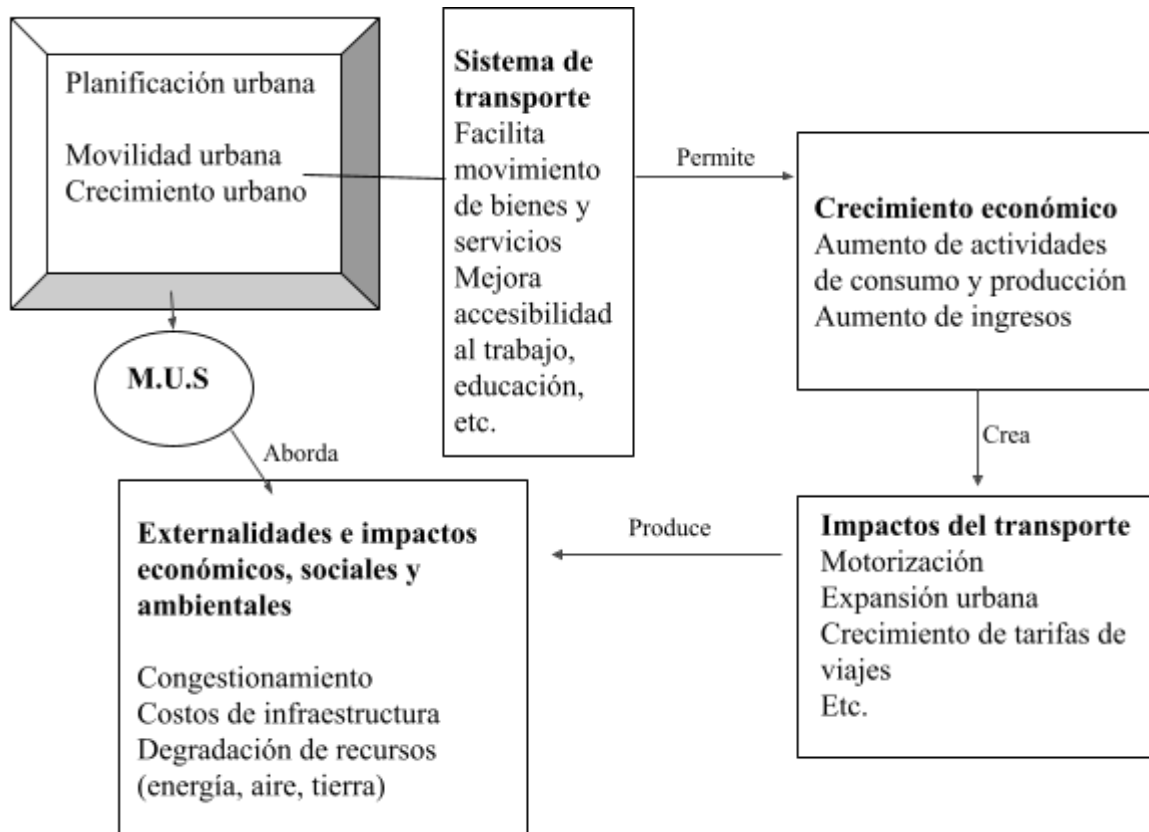 Planificación urbana
Movilidad urbana
Crecimiento urbano
Sistema de
transporte
Facilita
movimiento
de bienes y
servicios
Mejora
accesibilidad
al trabajo,
educación,
etc.
Permite
Crecimiento económico
Aumento de actividades
de consumo y producción
Aumento de ingresos
Crea
Impactos del transporte
Motorización
Expansión urbana
Crecimiento de tarifas de
viajes
Etc.
Produce
M.U.S
Aborda
Externalidades e impactos
económicos, sociales y
ambientales
Congestionamiento
Costos de infraestructura
Degradación de recursos
(energía, aire, tierra)